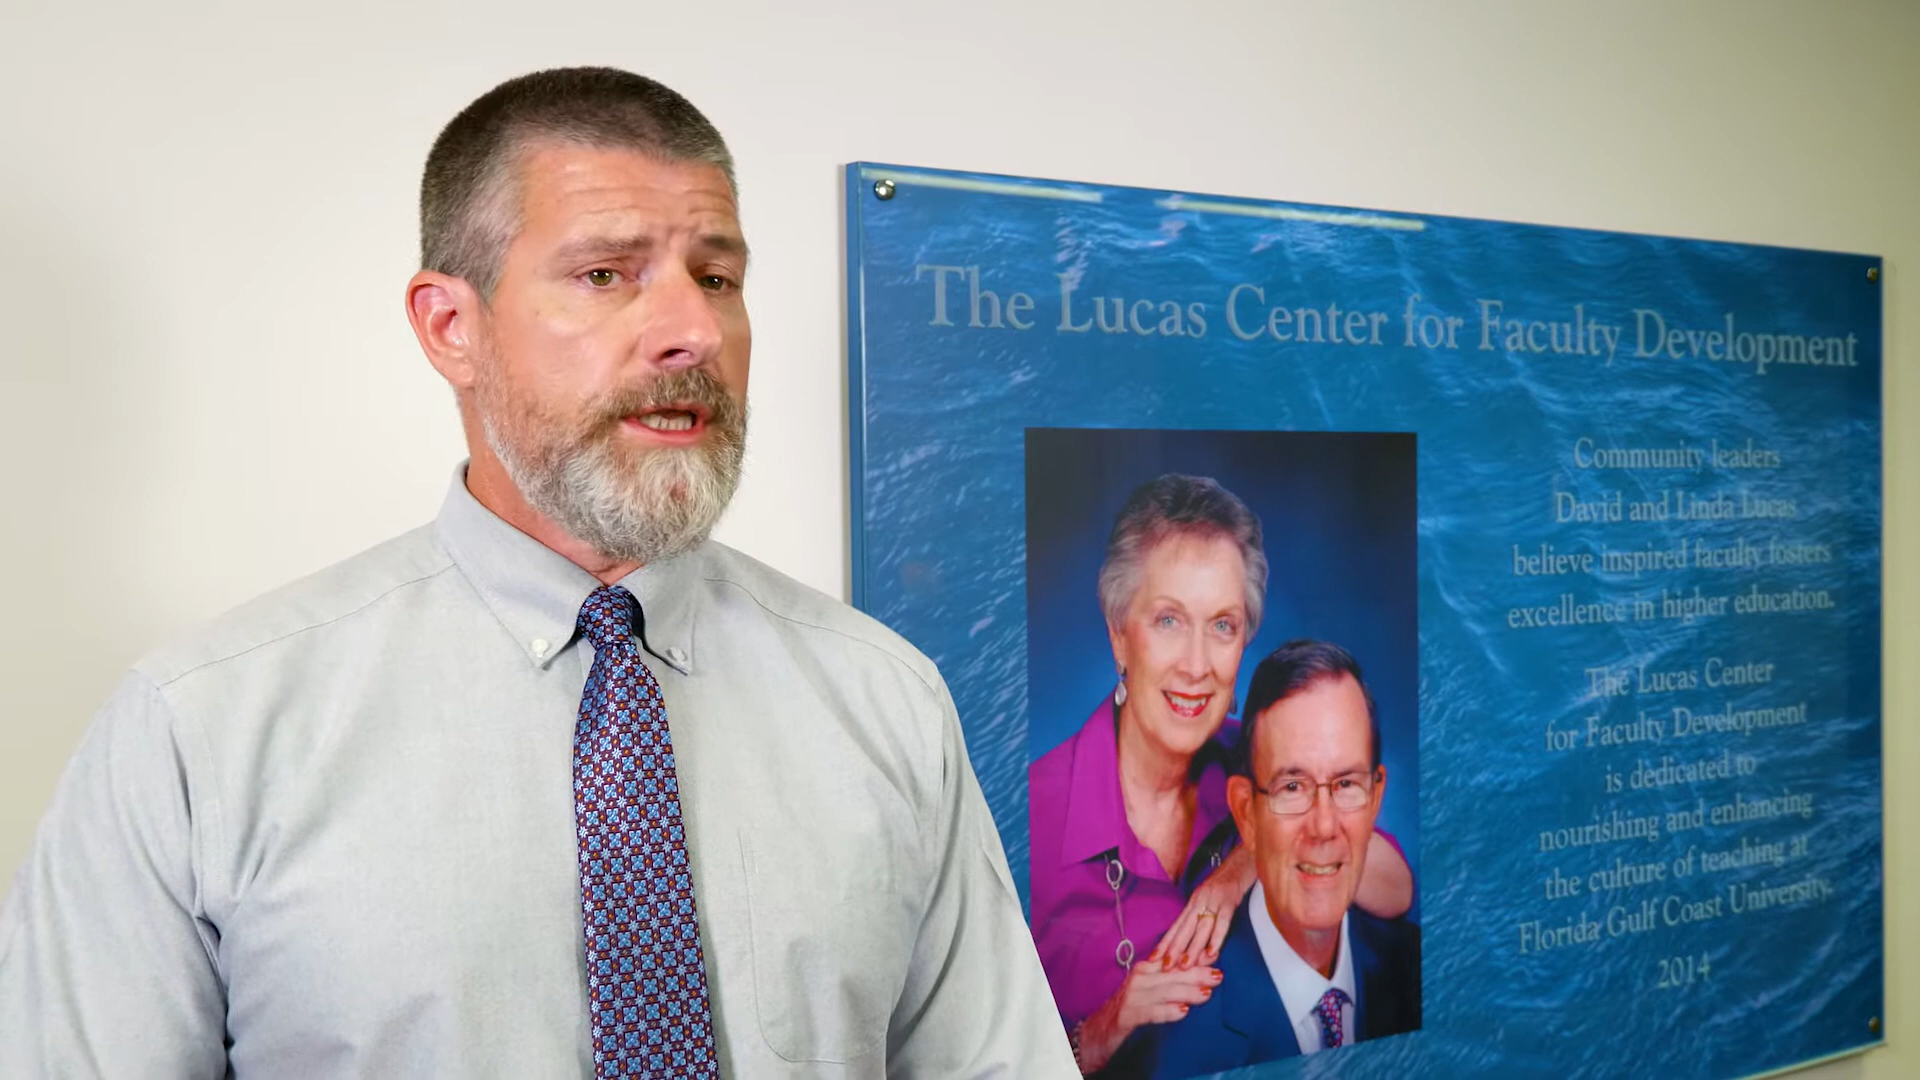 The Lucas Center for Faculty Development
Community leaders
David and Linda Lucas
believe inspired faculty fosters
excellence in higher education.
The Lucas Center
for Faculty Development
is dedicated to
nourishing and enhancing
the culture of teaching at
Florida Gulf Coast University.
2014